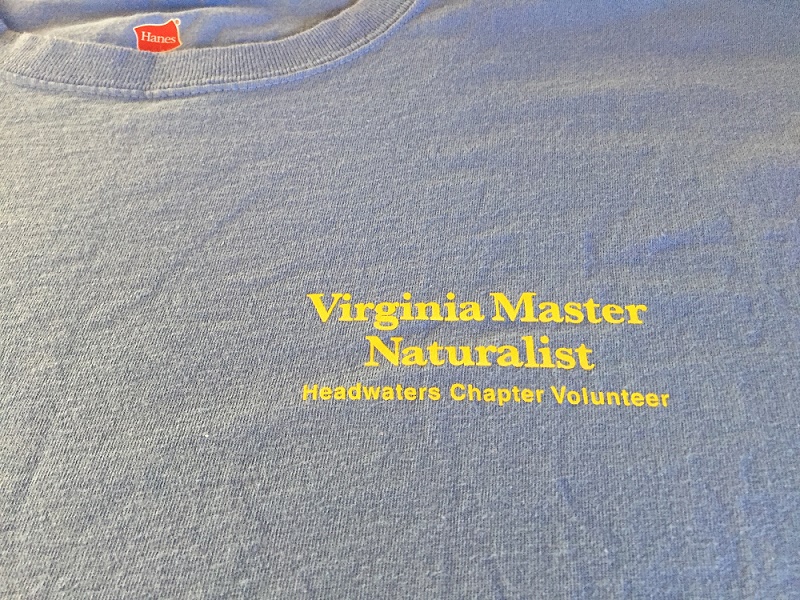 Hanes
Virginia Master
Naturalist
Headwaters Chapter Volunteer